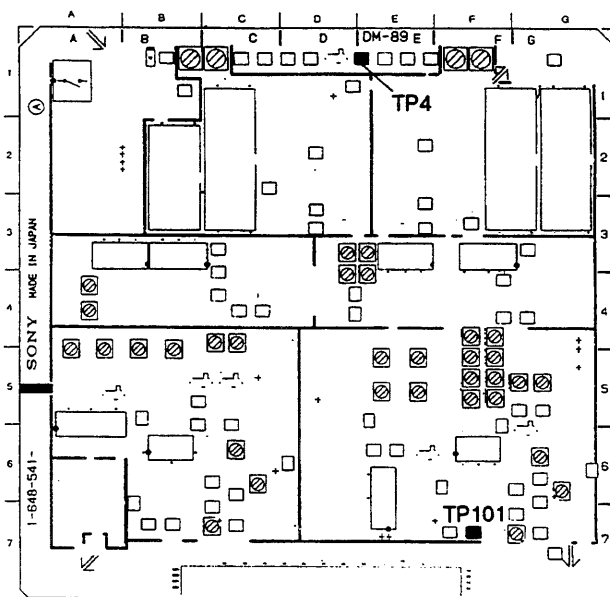 A B C D E F G
A B C D DM-89 E F G
TP4
1 1
Ⓐ
2 2
3 3
4 4
5 5
6 6
7 7
SONY MADE IN JAPAN
1-648-541-
TP101